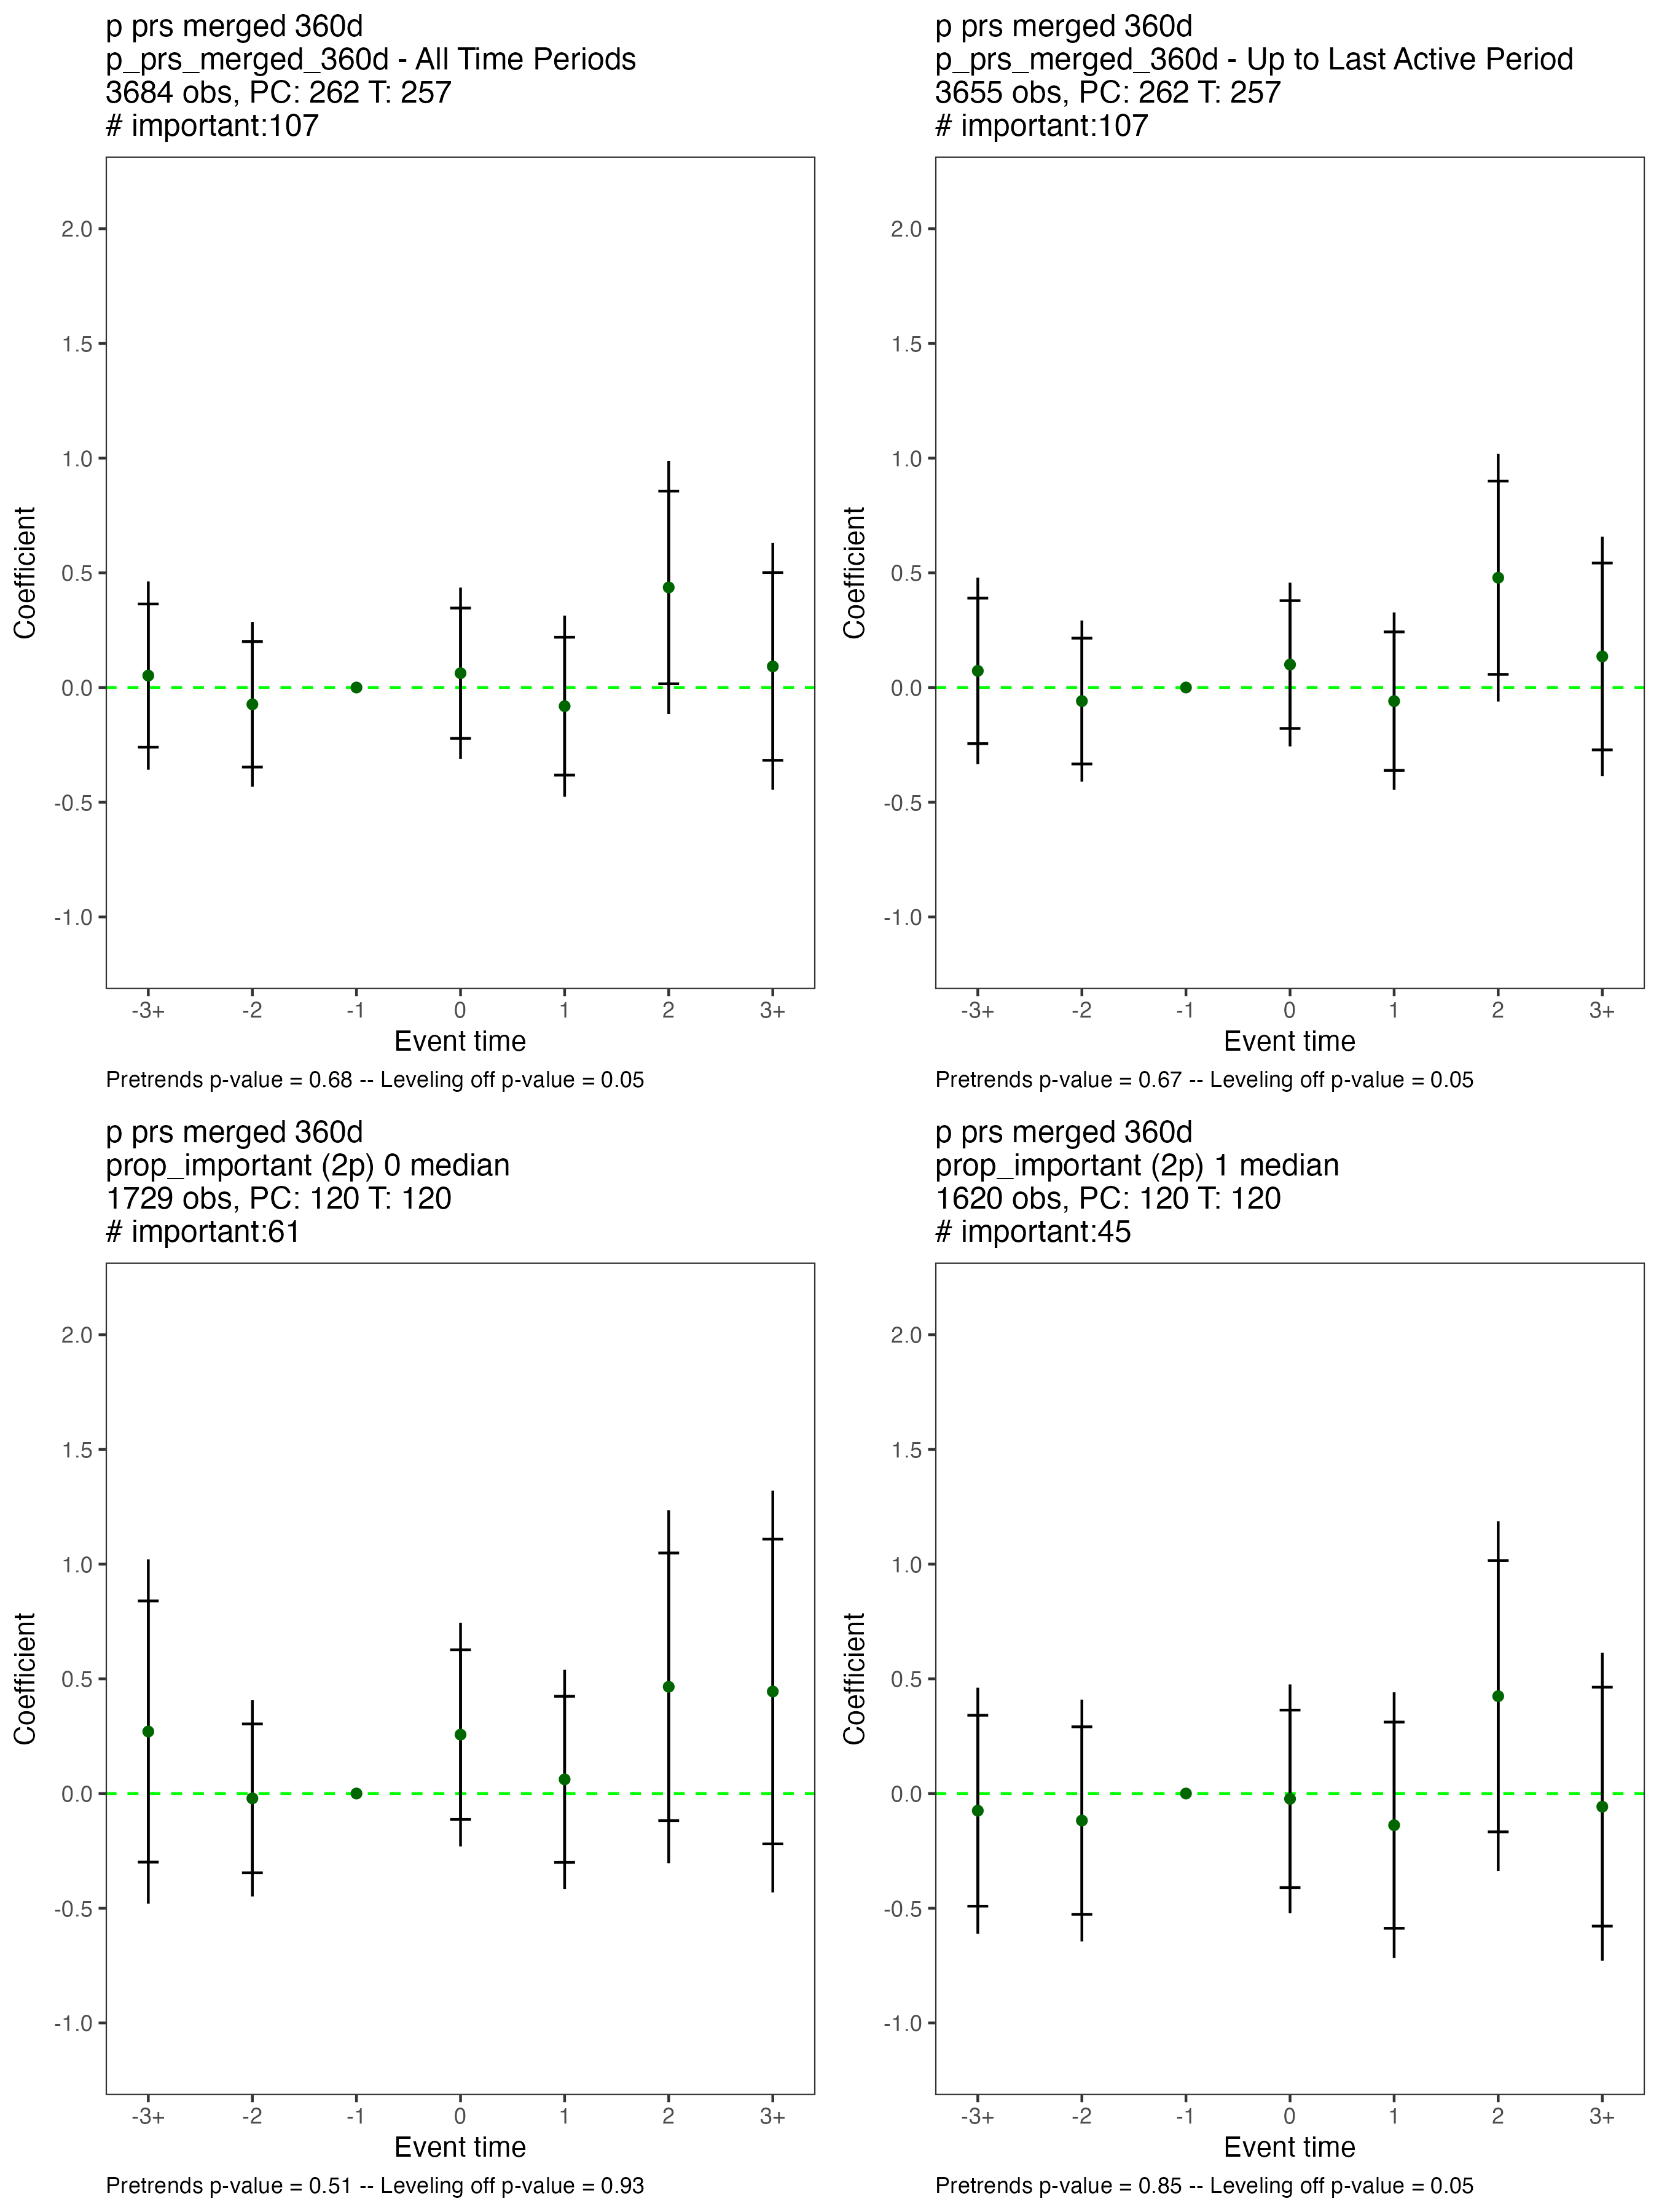 p prs merged 360d
p_prs_merged_360d - All Time Periods
3684 obs, PC: 262 T: 257
# important:107
Coefficient
2.0
1.5
1.0
0.5
0.0
-0.5
-1.0
-3+ -2 -1 0 1 2 3+
Event time
Pretrends p-value = 0.68 -- Leveling off p-value = 0.05
p prs merged 360d
p_prs_merged_360d - Up to Last Active Period
3655 obs, PC: 262 T: 257
# important:107
Coefficient
2.0
1.5
1.0
0.5
0.0
-0.5
-1.0
-3+ -2 -1 0 1 2 3+
Event time
Pretrends p-value = 0.67 -- Leveling off p-value = 0.05
p prs merged 360d
prop_important (2p) 0 median
1729 obs, PC: 120 T: 120
# important:61
Coefficient
2.0
1.5
1.0
0.5
0.0
-0.5
-1.0
-3+ -2 -1 0 1 2 3+
Event time
Pretrends p-value = 0.51 -- Leveling off p-value = 0.93
p prs merged 360d
prop_important (2p) 1 median
1620 obs, PC: 120 T: 120
# important:45
Coefficient
2.0
1.5
1.0
0.5
0.0
-0.5
-1.0
-3+ -2 -1 0 1 2 3+
Event time
Pretrends p-value = 0.85 -- Leveling off p-value = 0.05